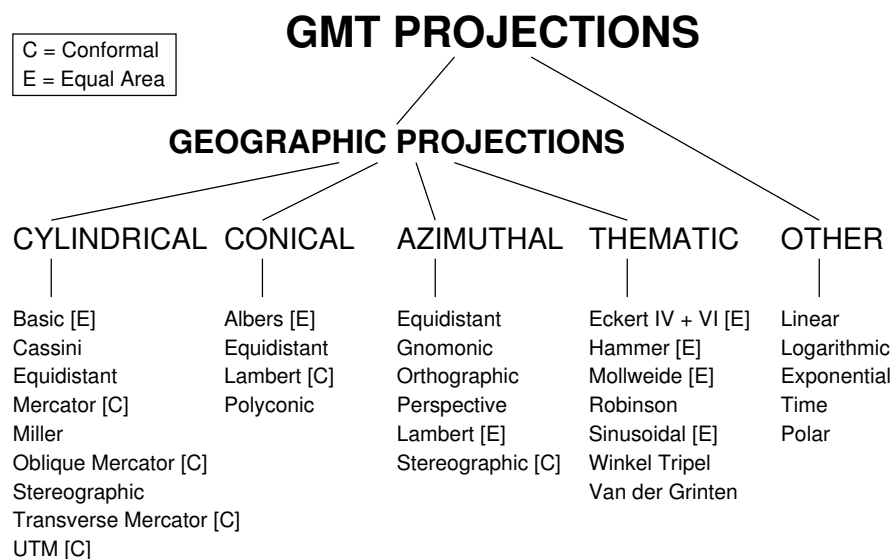 GMT PROJECTIONS
C = Conformal
E = Equal Area
GEOGRAPHIC PROJECTIONS
CYLINDRICAL
Basic [E]
Cassini
Equidistant
Mercator [C]
Miller
Oblique Mercator [C]
Stereographic
Transverse Mercator [C]
UTM [C]
CONICAL
Albers [E]
Equidistant
Lambert [C]
Polyconic
AZIMUTHAL
Equidistant
Gnomonic
Orthographic
Perspective
Lambert [E]
Stereographic [C]
THEMATIC
Eckert IV + VI [E]
Hammer [E]
Mollweide [E]
Robinson
Sinusoidal [E]
Winkel Tripel
Van der Grinten
OTHER
Linear
Logarithmic
Exponential
Time
Polar